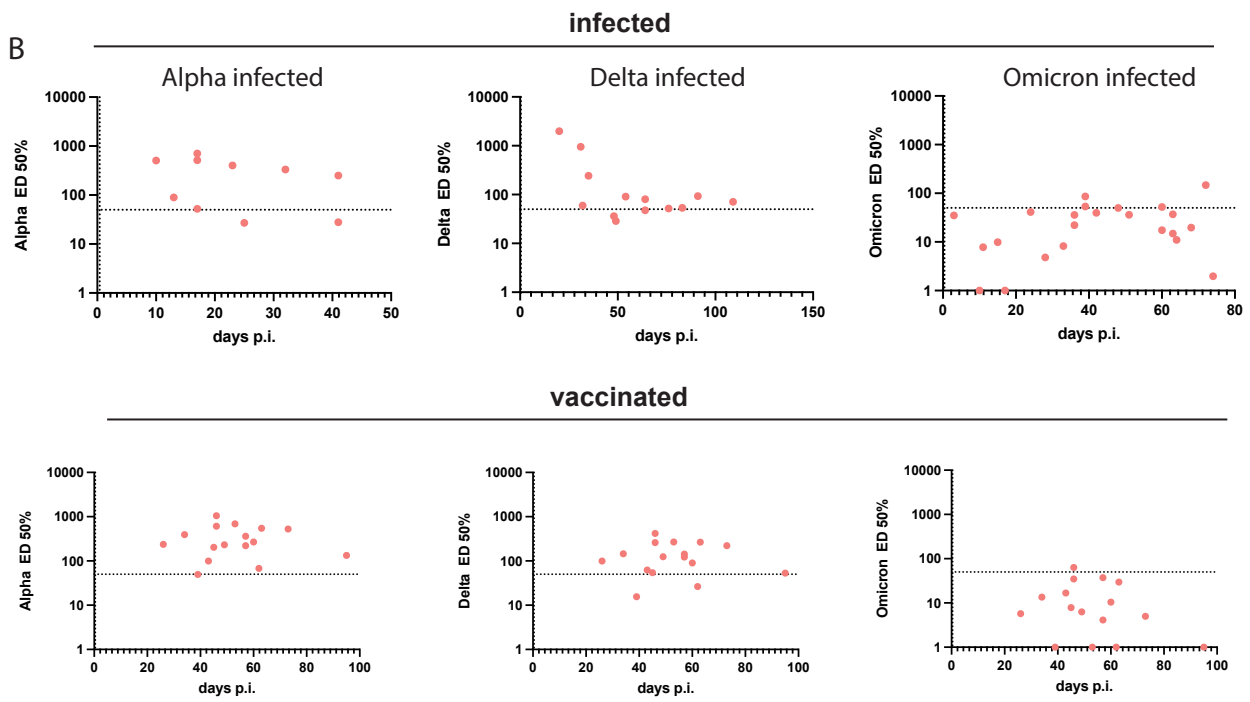 B
infected
Alpha infected
Alpha ED 50%
10000
1000
100
10
1
0 10 20 30 40 50
days p.i.
Delta infected
Delta ED 50%
10000
1000
100
10
1
0 50 100 150
days p.i.
Omicron infected
Omicron ED 50%
10000
1000
100
10
1
0 20 40 60 80
days p.i.
vaccinated
Alpha ED 50%
10000
1000
100
10
1
0 20 40 60 80 100
days p.i.
Delta ED 50%
10000
1000
100
10
1
0 20 40 60 80 100
days p.i.
Omicron ED 50%
10000
1000
100
10
1
0 20 40 60 80 100
days p.i.